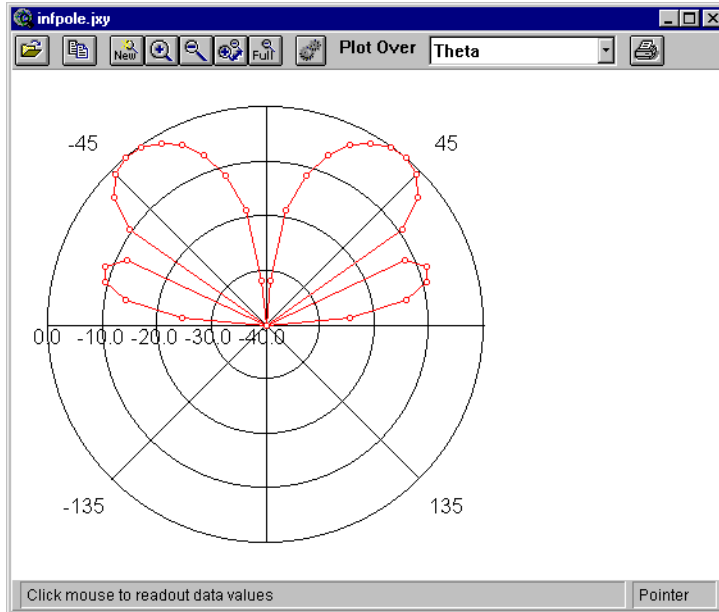 infpole.jxy
New Full Plot Over Theta
-45 45
0.0 -10.0 -20.0 -30.0 -40.0
-135 135
Click mouse to readout data values Pointer